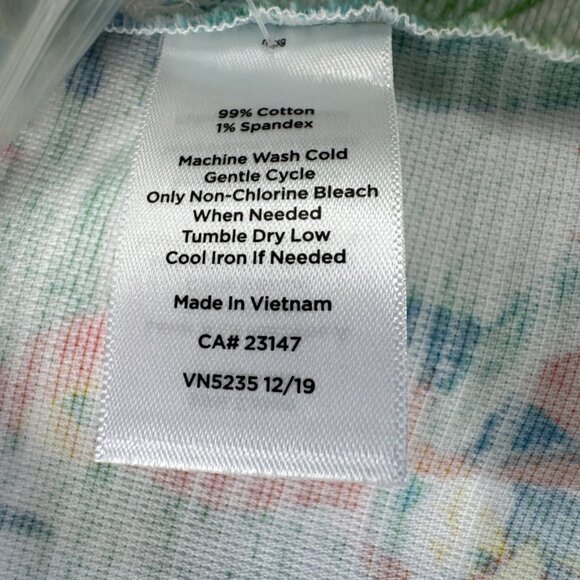 99% Cotton
1% Spandex
Machine Wash Cold
Gentle Cycle
Only Non-Chlorine Bleach
When Needed
Tumble Dry Low
Cool Iron If Needed
Made In Vietnam
CA# 23147
VN5235 12/19